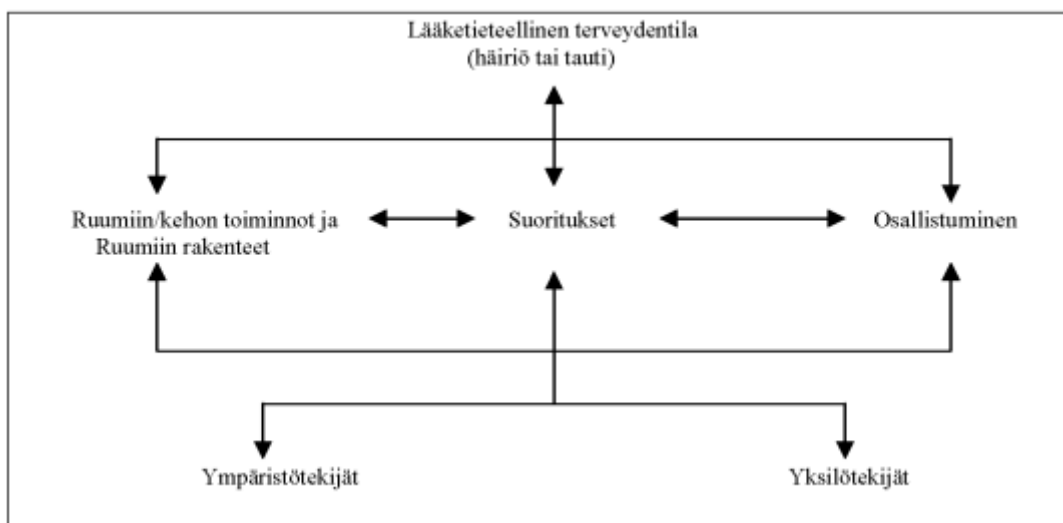 Lääketieteellinen terveydentila
(häiriö tai tauti)
Ruumiin/kehon toiminnot ja
Ruumiin rakenteet
Suoritukset
Osallistuminen
Ympäristötekijät
Yksilötekijät